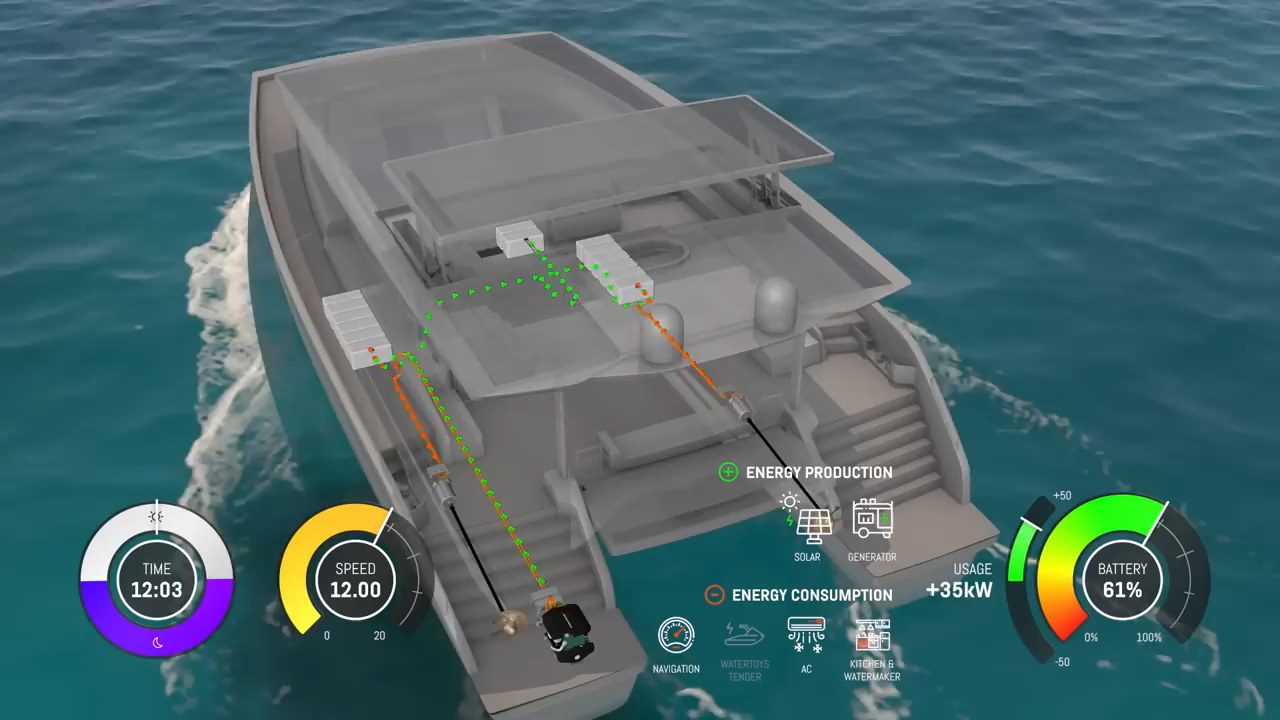 ENERGY PRODUCTION
SOLAR
GENERATOR
ENERGY CONSUMPTION
NAVIGATION
WATERTOYS
TENDER
AC
KITCHEN &
WATERMAKER
TIME
12:03
SPEED
12.00
0
20
USAGE
+35kW
+50
-50
BATTERY
61%
0%
100%